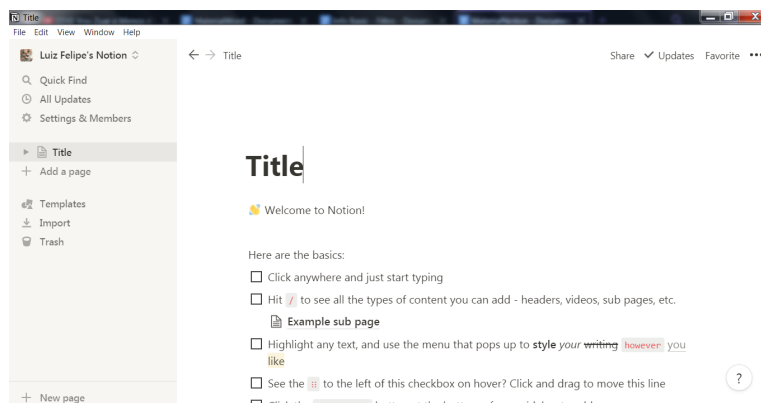 Title
File Edit View Window Help
Luiz Felipe's Notion
Title
Share Updates Favorite
Quick Find
All Updates
Settings & Members
Title
Add a page
Templates
Import
Trash
New page
Title
👋 Welcome to Notion!
Here are the basics:
Click anywhere and just start typing
Hit / to see all the types of content you can add - headers, videos, sub pages, etc.
Example sub page
Highlight any text, and use the menu that pops up to style your writing however you
like
See the ⠿ to the left of this checkbox on hover? Click and drag to move this line
?